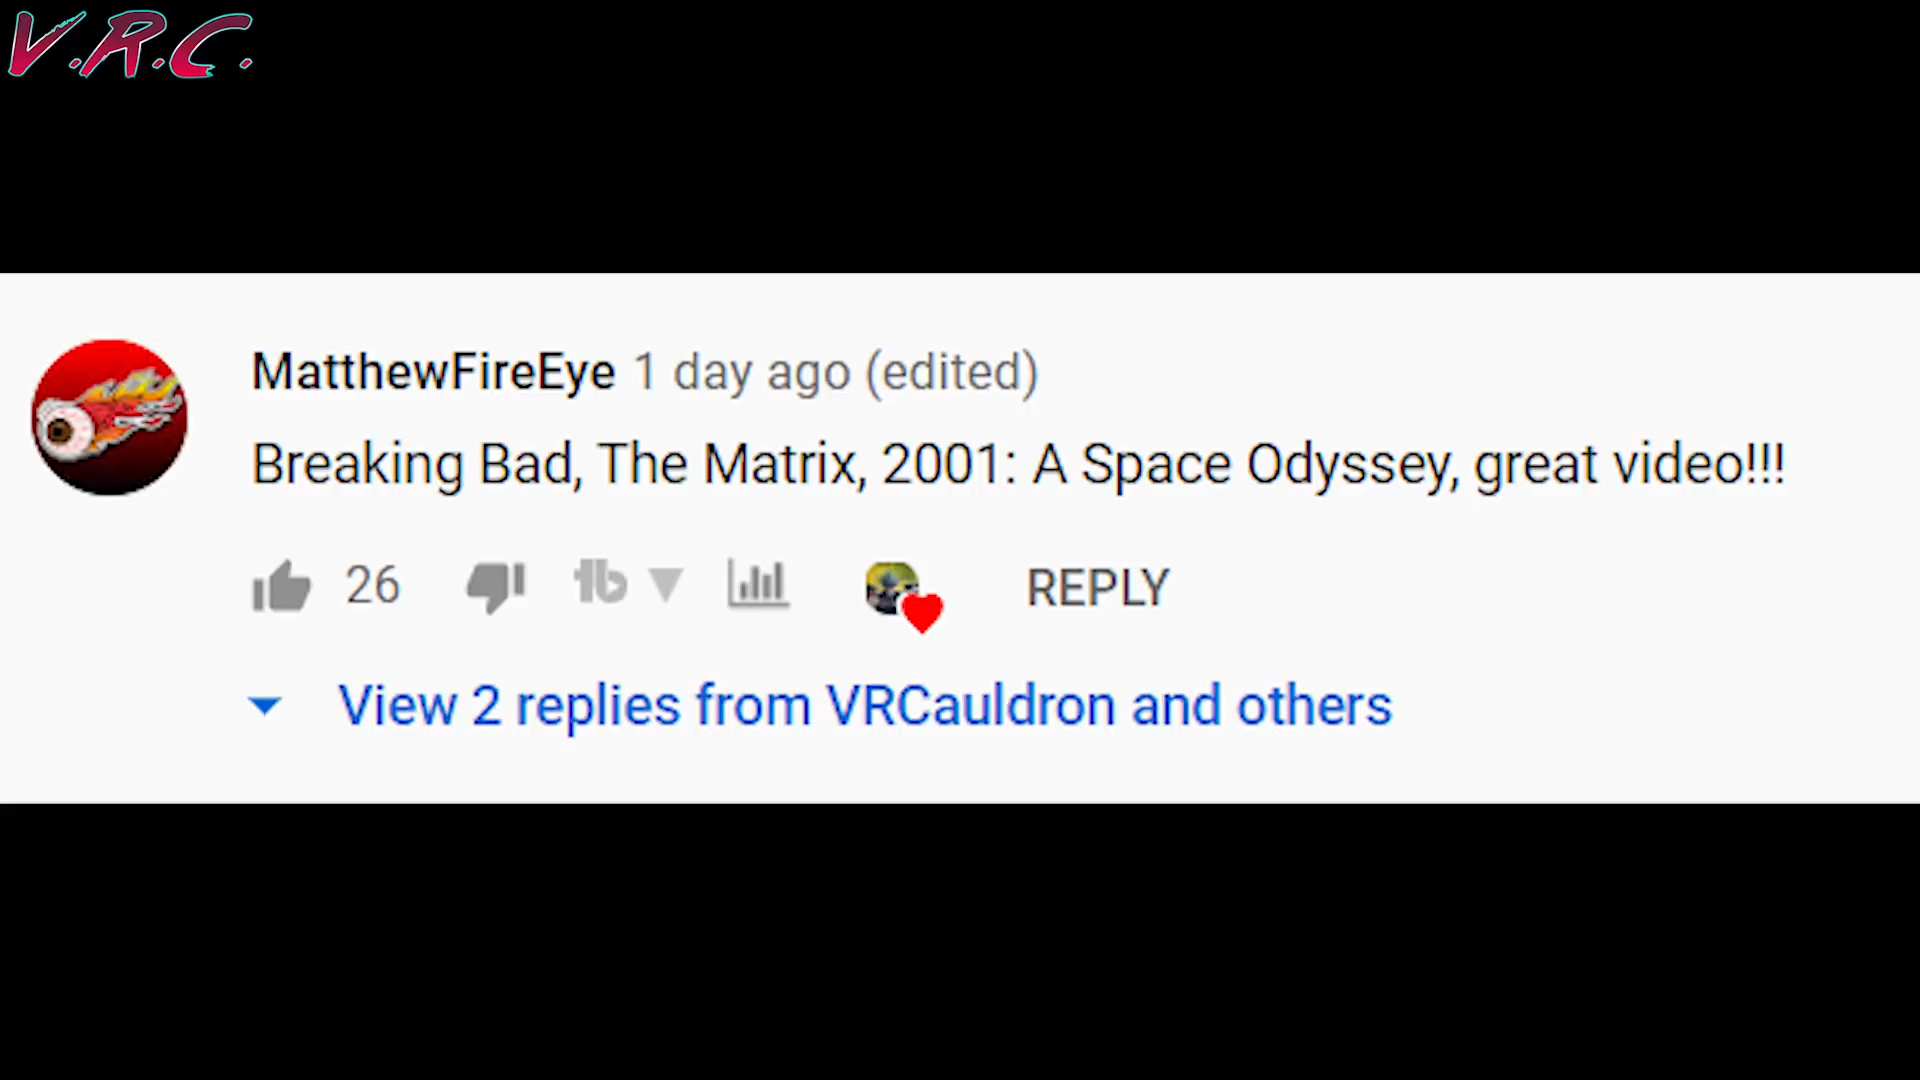 V.R.C.
MatthewFireEye 1 day ago (edited)
Breaking Bad, The Matrix, 2001: A Space Odyssey, great video!!!
26 tb REPLY
View 2 replies from VRCauldron and others